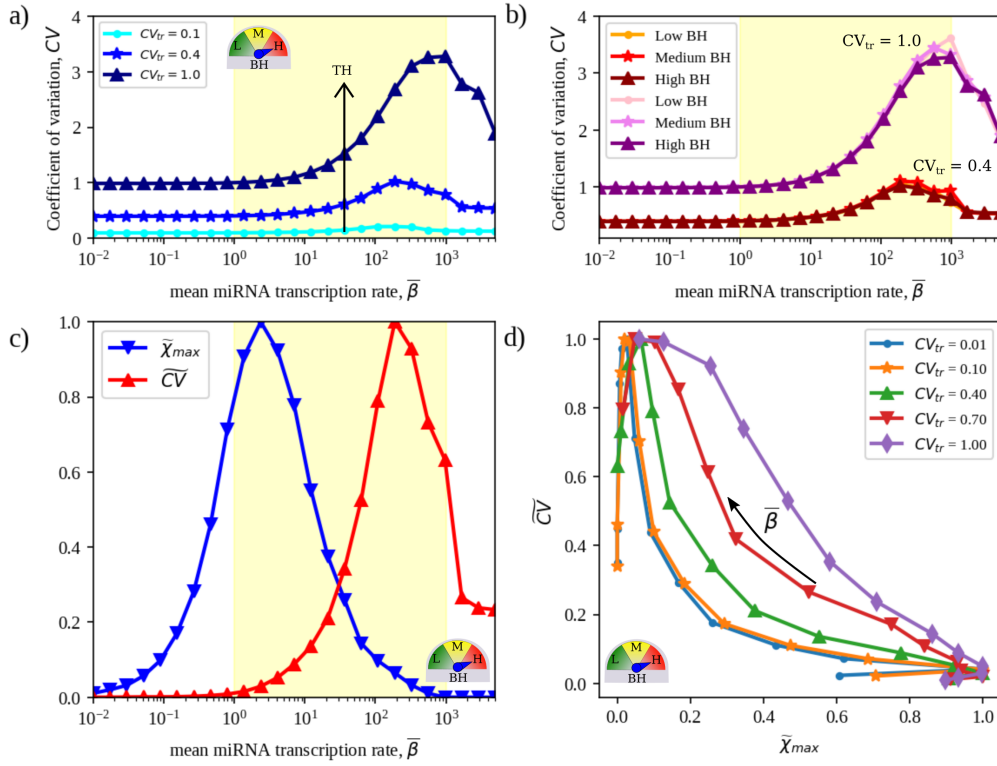 a)
Coefficient of variation, CV
4
3
2
1
0
CV_tr = 0.1
CV_tr = 0.4
CV_tr = 1.0
L M H
BH
TH
10^−2 10^−1 10^0 10^1 10^2 10^3
mean miRNA transcription rate, β̅
b)
Coefficient of variation, CV
4
3
2
1
Low BH
Medium BH
High BH
Low BH
Medium BH
High BH
CV_tr = 1.0
CV_tr = 0.4
10^−2 10^−1 10^0 10^1 10^2 10^3
mean miRNA transcription rate, β̅
c)
1.0
0.8
0.6
0.4
0.2
0.0
χ̃_max
C͠V
L M H
BH
10^−2 10^−1 10^0 10^1 10^2 10^3
mean miRNA transcription rate, β̅
d)
C͠V
1.0
0.8
0.6
0.4
0.2
0.0
CV_tr = 0.01
CV_tr = 0.10
CV_tr = 0.40
CV_tr = 0.70
CV_tr = 1.00
β̅
L M H
BH
0.0 0.2 0.4 0.6 0.8 1.0
χ̃_max